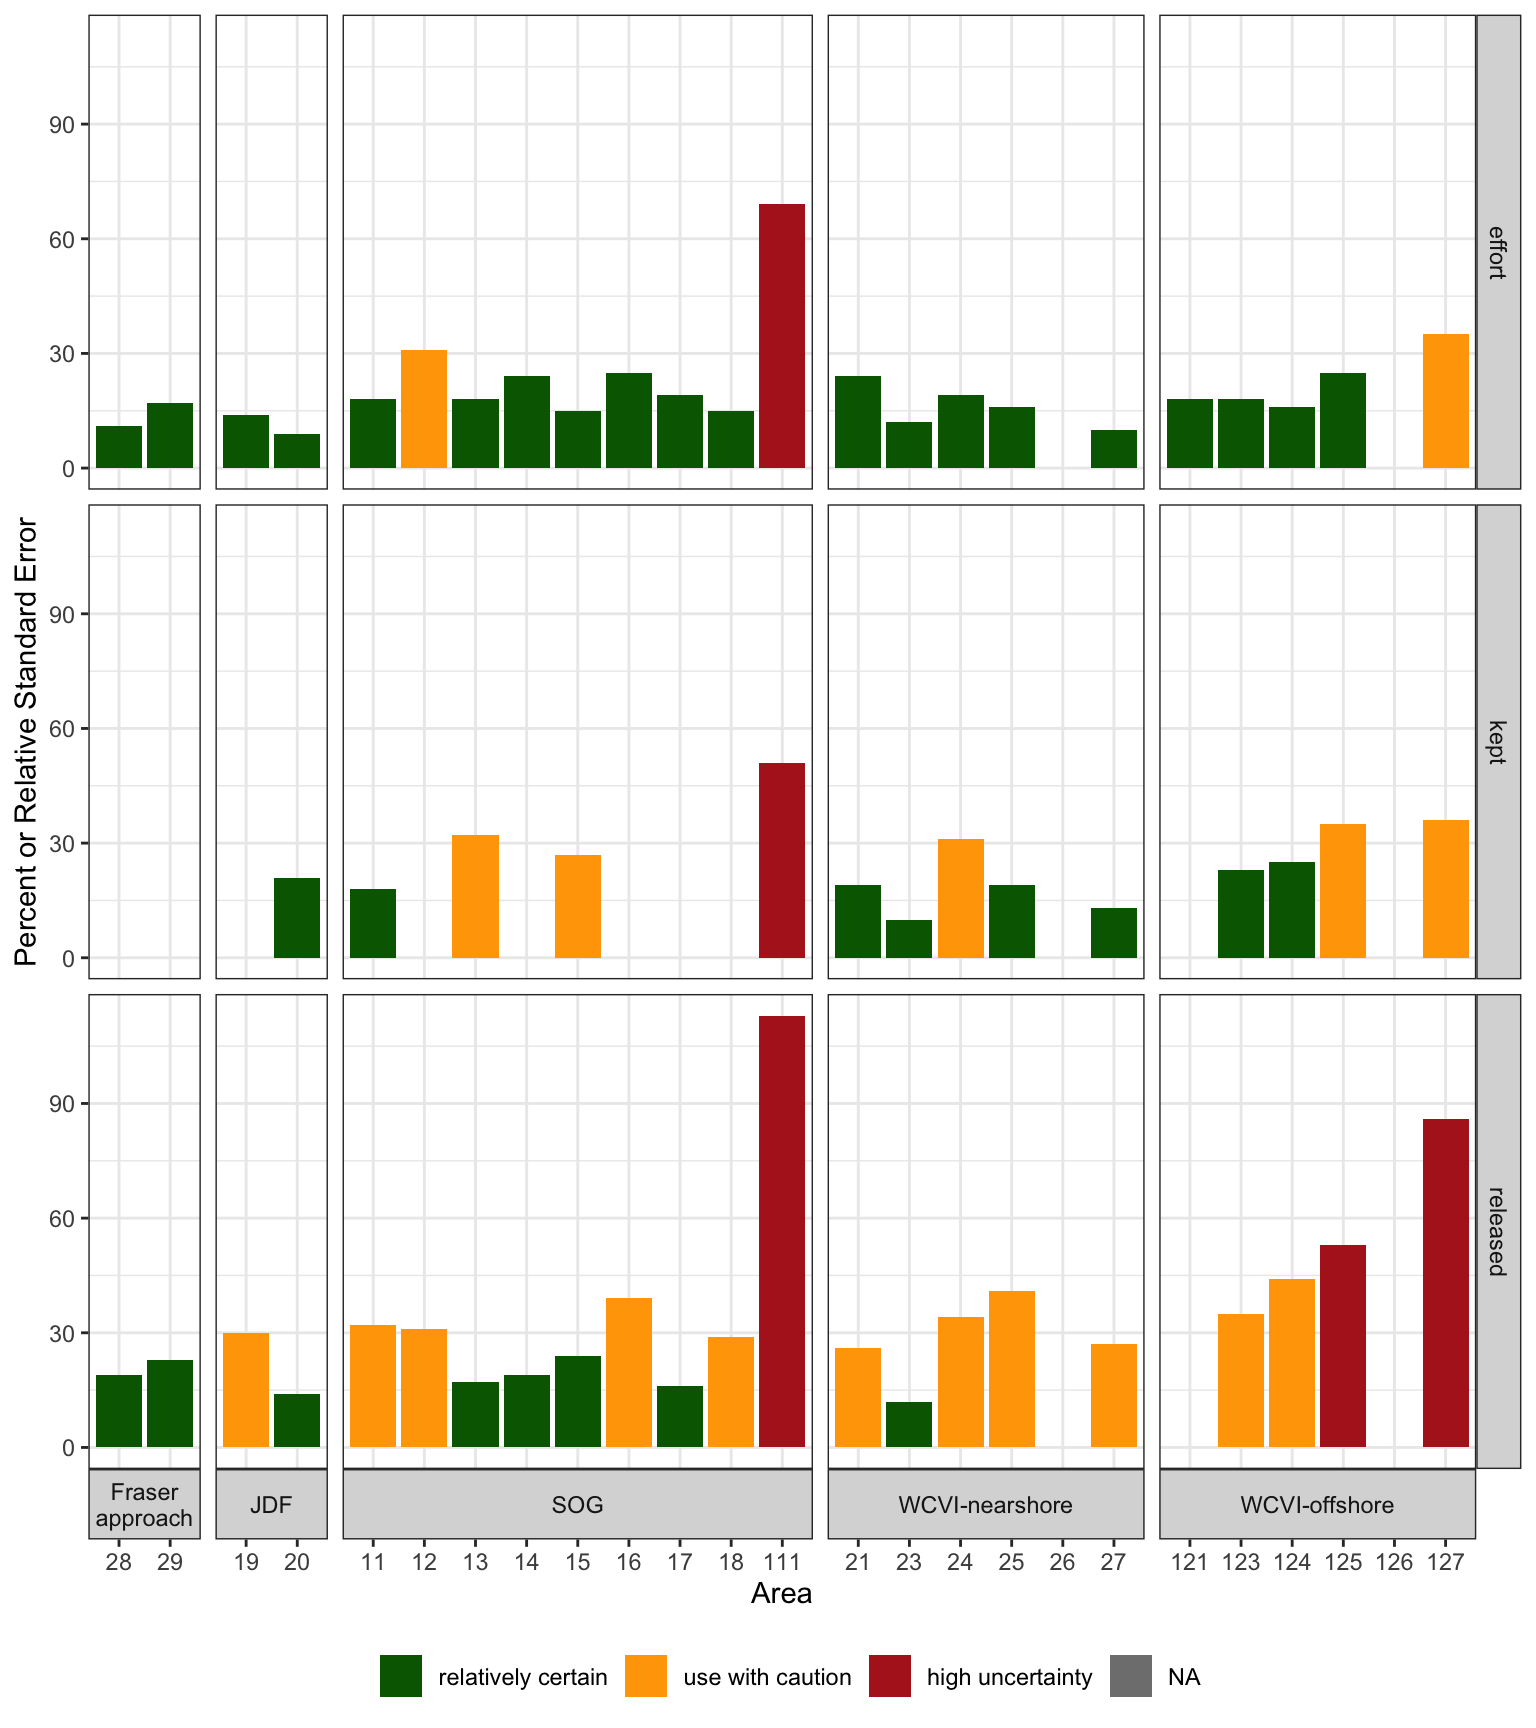 90
60
30
0
effort
Percent or Relative Standard Error
90
60
30
0
kept
90
60
30
0
released
Fraser
approach
JDF
SOG
WCVI-nearshore
WCVI-offshore
28 29 19 20 11 12 13 14 15 16 17 18 111 21 23 24 25 26 27 121 123 124 125 126 127
Area
relatively certain use with caution high uncertainty NA